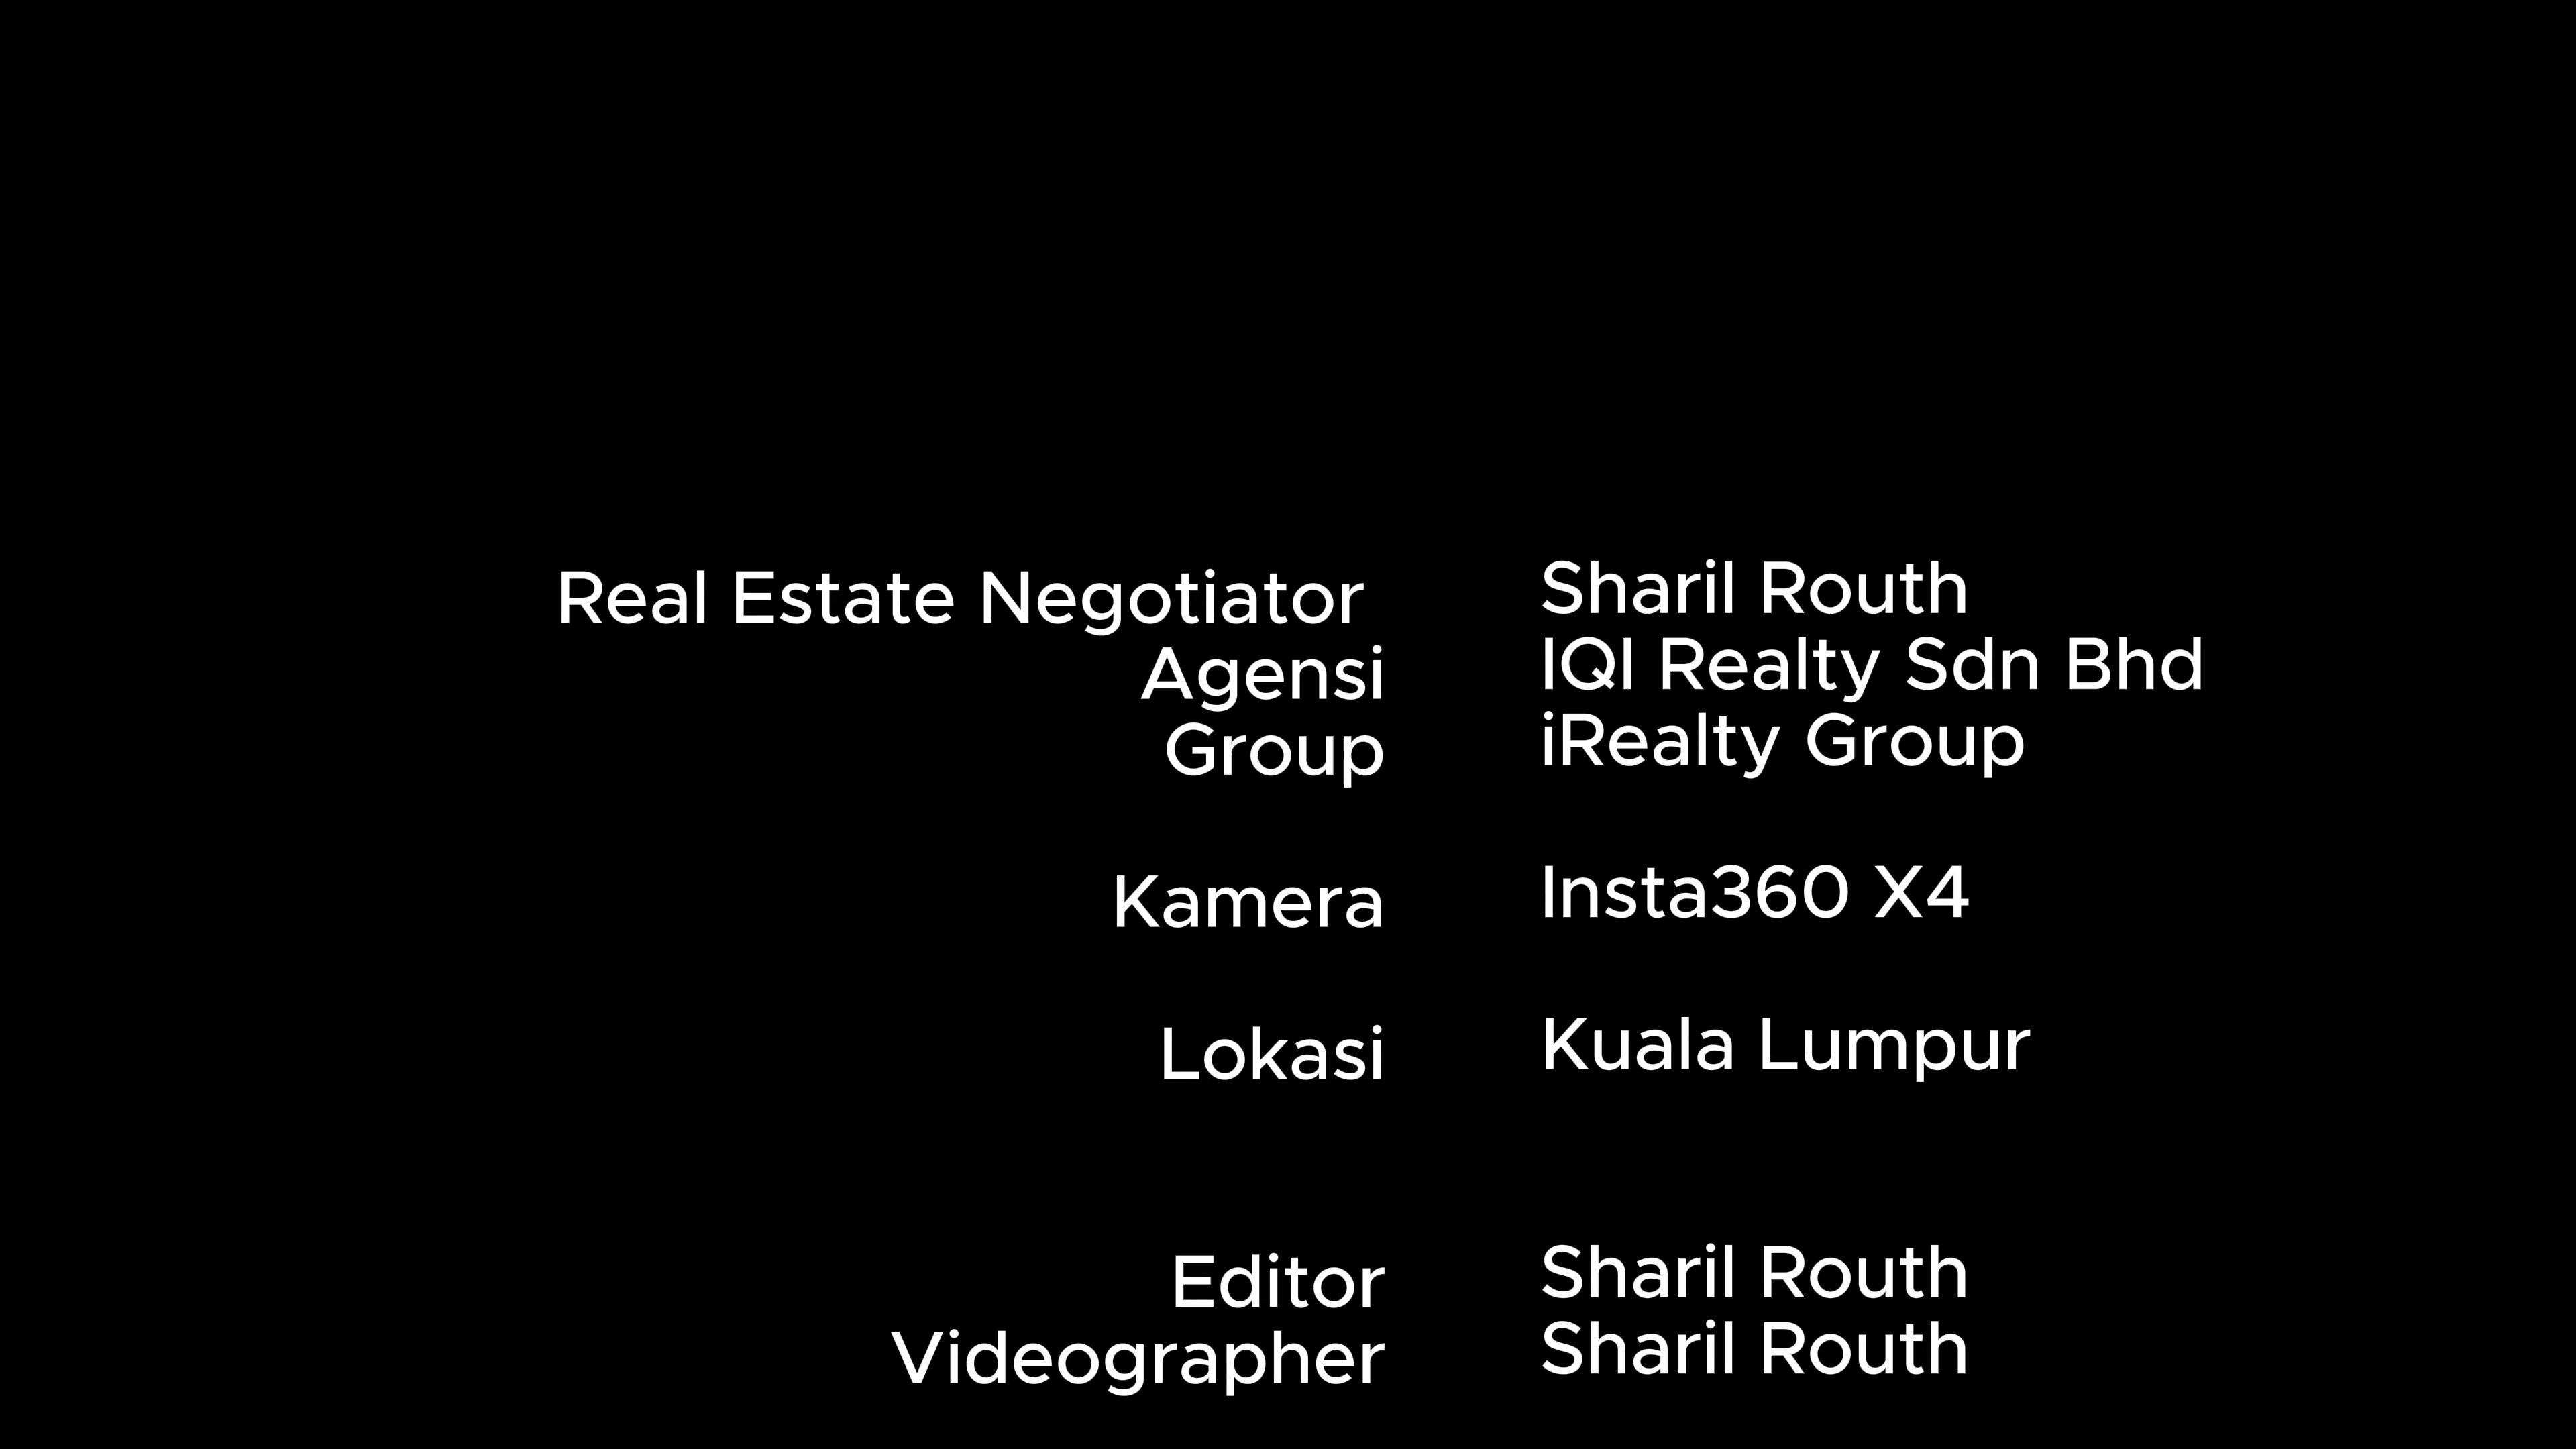 Real Estate Negotiator Sharil Routh
Agensi IQI Realty Sdn Bhd
Group iRealty Group
Kamera Insta360 X4
Lokasi Kuala Lumpur
Editor Sharil Routh
Videographer Sharil Routh